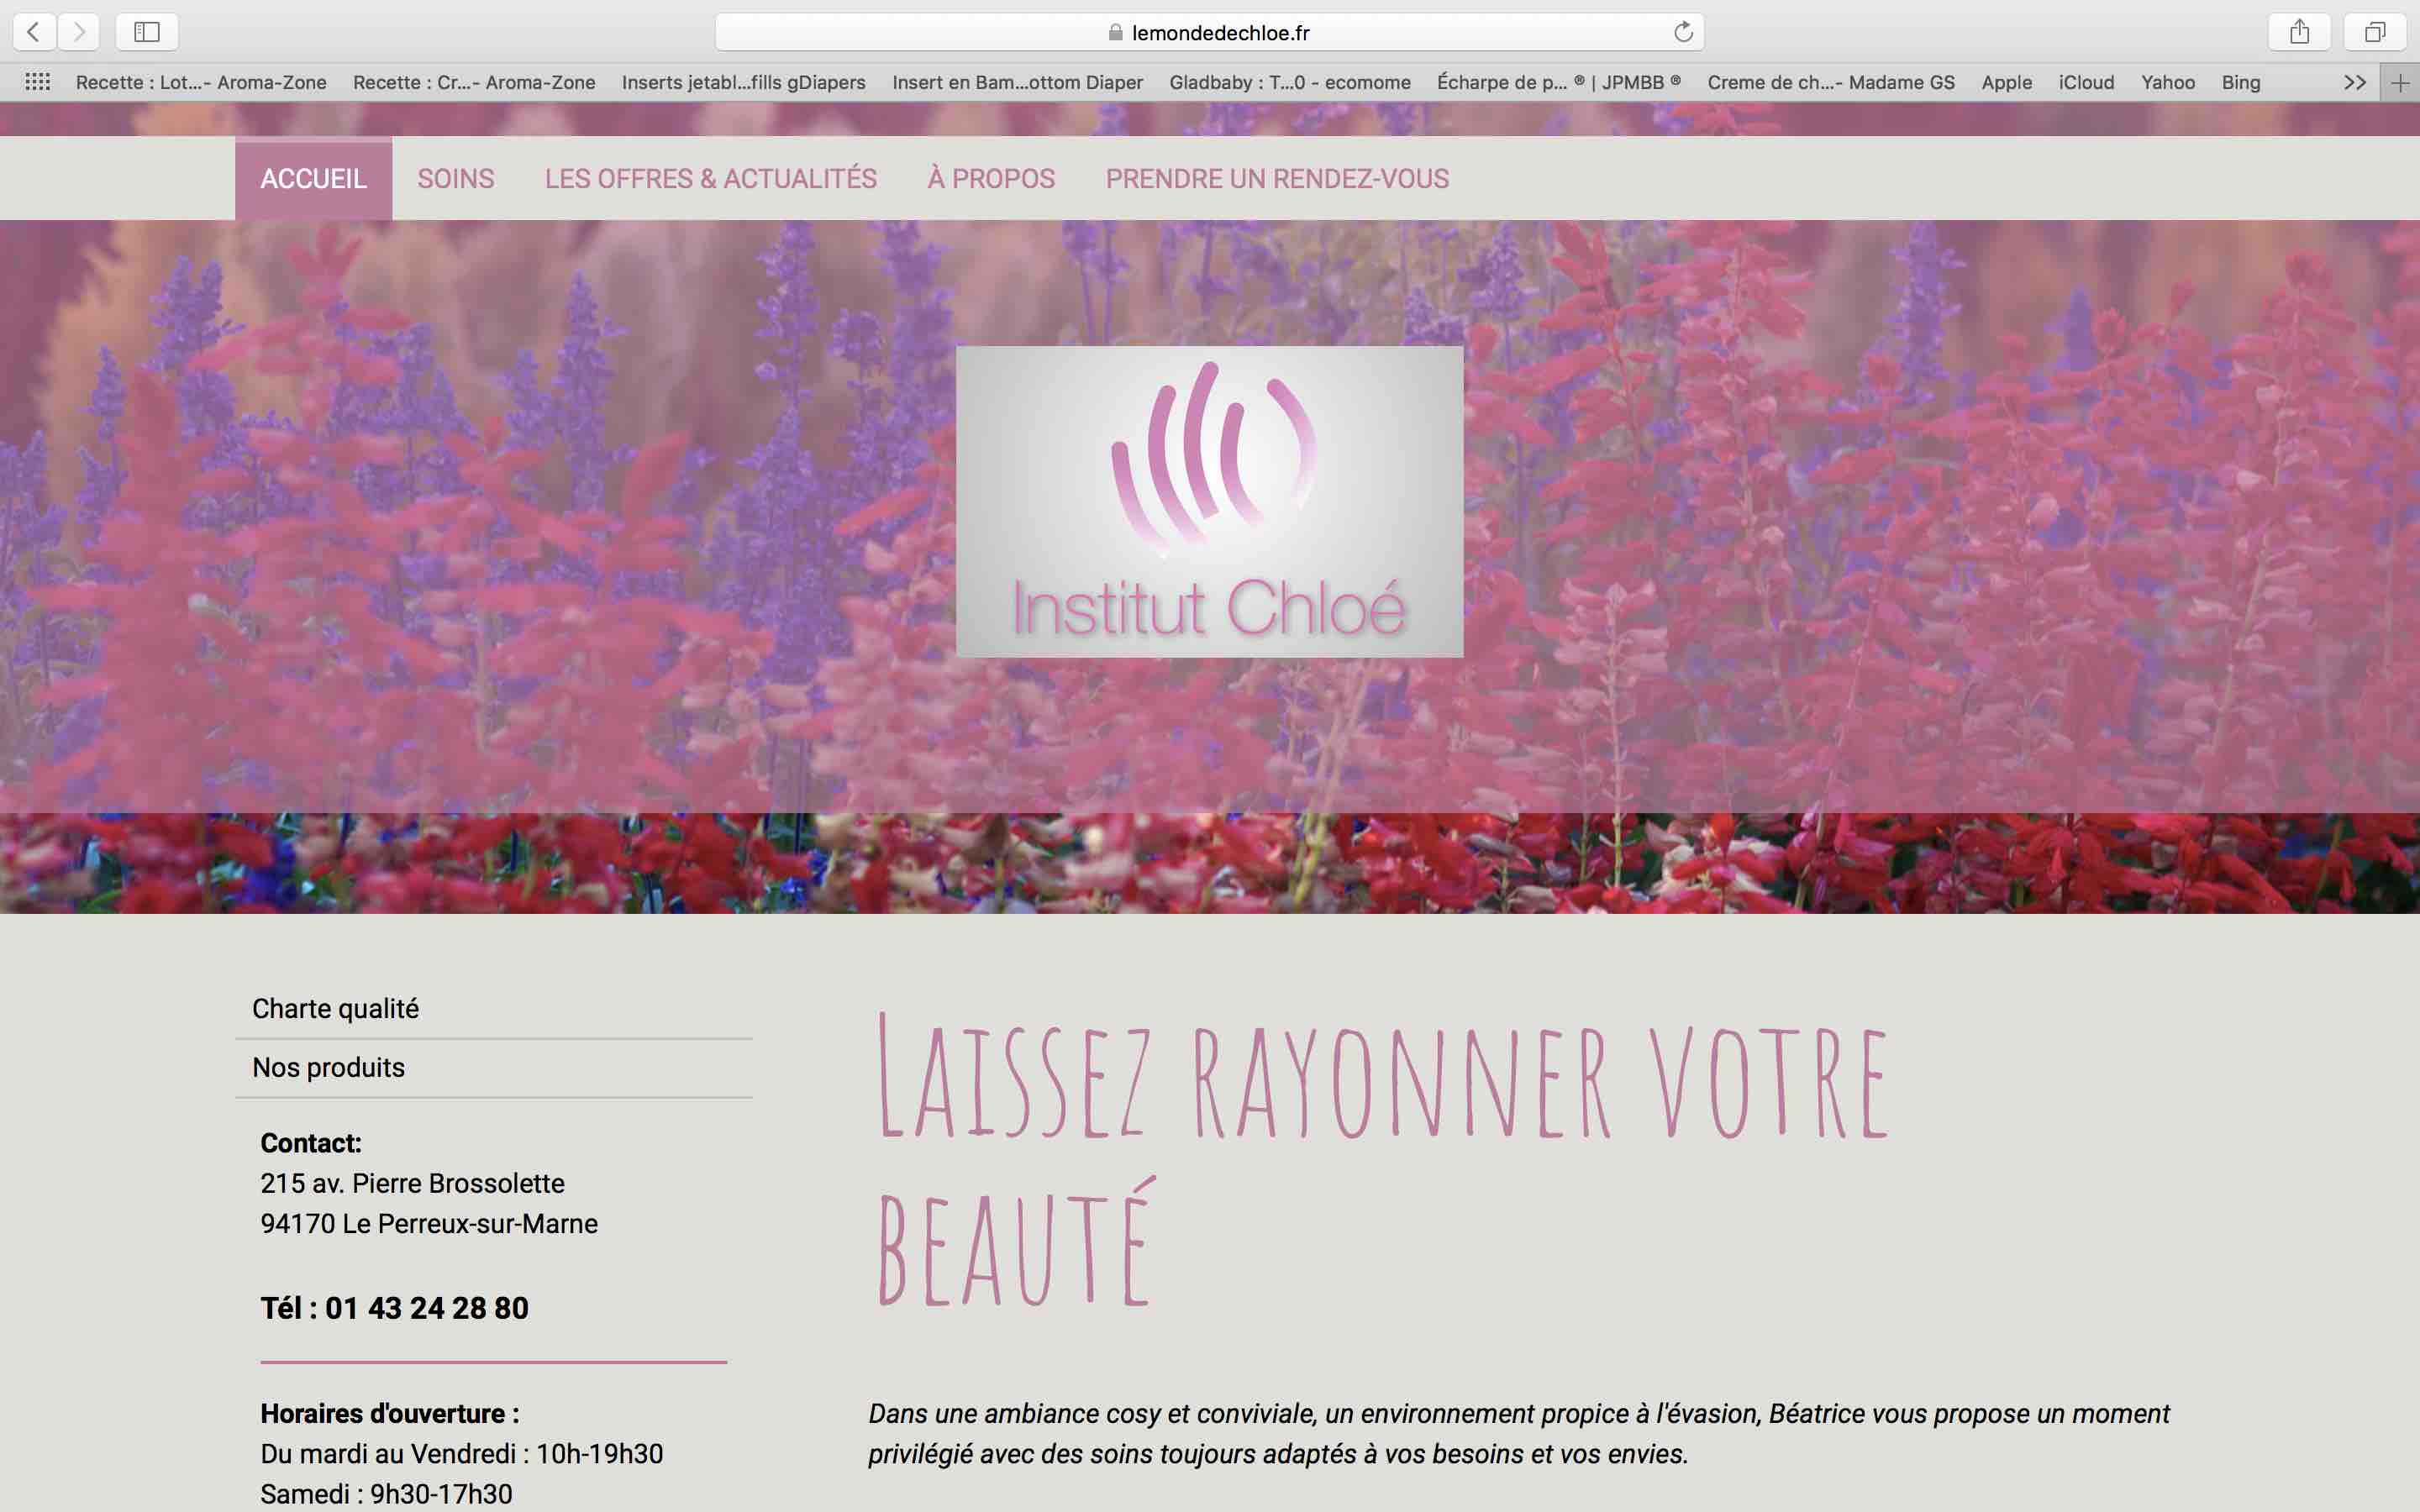 lemondedechloe.fr
Recette : Lot...- Aroma-Zone
Recette : Cr...- Aroma-Zone
Inserts jetabl...fills gDiapers
Insert en Bam...ottom Diaper
Gladbaby : T...0 - ecomome
Écharpe de p... ® | JPMBB ®
Creme de ch...- Madame GS
Apple
iCloud
Yahoo
Bing
ACCUEIL
SOINS
LES OFFRES & ACTUALITÉS
À PROPOS
PRENDRE UN RENDEZ-VOUS
Institut Chloé
Charte qualité
Nos produits
Contact:
215 av. Pierre Brossolette
94170 Le Perreux-sur-Marne
Tél : 01 43 24 28 80
Horaires d'ouverture :
Du mardi au Vendredi : 10h-19h30
Samedi : 9h30-17h30
Laissez rayonner votre
beauté
Dans une ambiance cosy et conviviale, un environnement propice à l'évasion, Béatrice vous propose un moment
privilégié avec des soins toujours adaptés à vos besoins et vos envies.